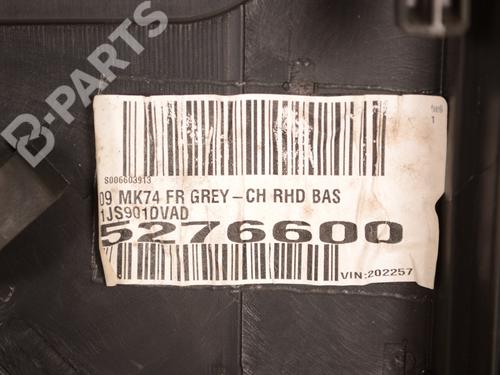 B-PARTS
S006603913
09 MK74 FR GREY-CH RHD BAS
1JS901DVAD
5276600
VIN:202257